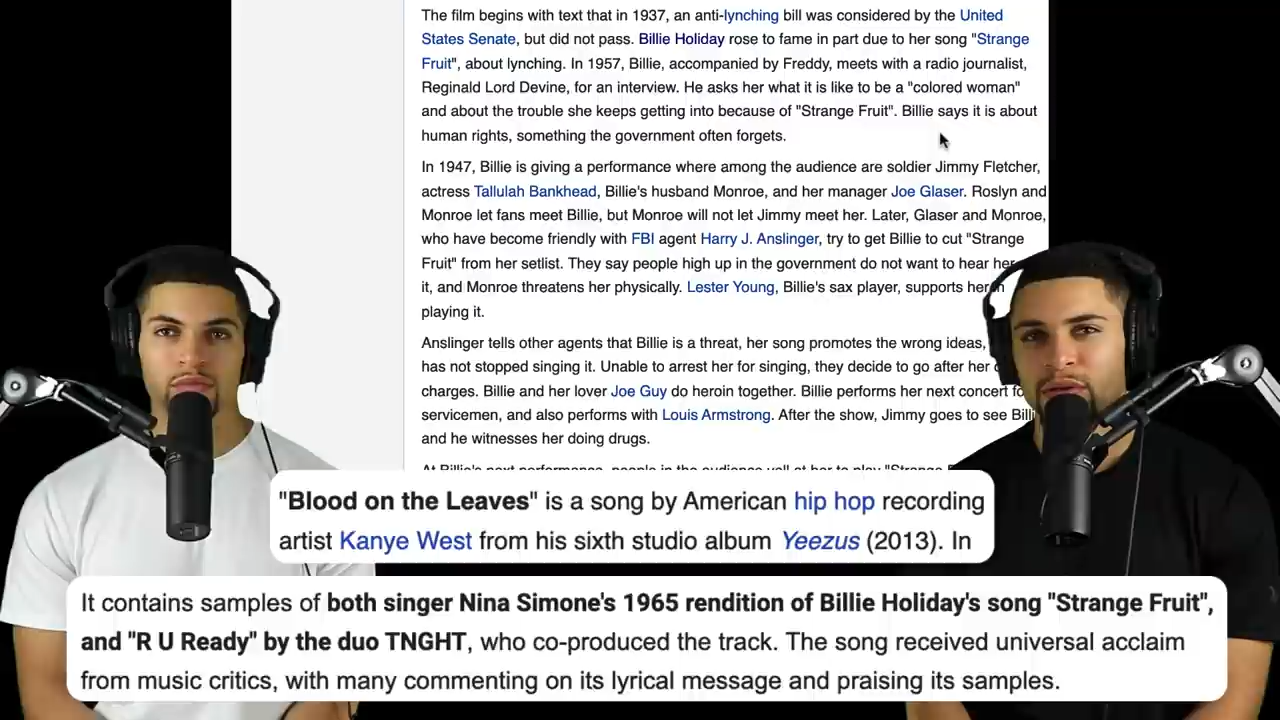 The film begins with text that in 1937, an anti-lynching bill was considered by the United
States Senate, but did not pass. Billie Holiday rose to fame in part due to her song "Strange
Fruit", about lynching. In 1957, Billie, accompanied by Freddy, meets with a radio journalist,
Reginald Lord Devine, for an interview. He asks her what it is like to be a "colored woman"
and about the trouble she keeps getting into because of "Strange Fruit". Billie says it is about
human rights, something the government often forgets.
In 1947, Billie is giving a performance where among the audience are soldier Jimmy Fletcher,
actress Tallulah Bankhead, Billie's husband Monroe, and her manager Joe Glaser. Roslyn and
Monroe let fans meet Billie, but Monroe will not let Jimmy meet her. Later, Glaser and Monroe,
who have become friendly with FBI agent Harry J. Anslinger, try to get Billie to cut "Strange
Fruit" from her setlist. They say people high up in the government do not want to hear her
it, and Monroe threatens her physically. Lester Young, Billie's sax player, supports her
playing it.
Anslinger tells other agents that Billie is a threat, her song promotes the wrong ideas,
has not stopped singing it. Unable to arrest her for singing, they decide to go after her
charges. Billie and her lover Joe Guy do heroin together. Billie performs her next concert
servicemen, and also performs with Louis Armstrong. After the show, Jimmy goes to see
and he witnesses her doing drugs.
At Billie's next performance, people in the audience yell at her to play "Strange
"Blood on the Leaves" is a song by American hip hop recording
artist Kanye West from his sixth studio album Yeezus (2013). In
It contains samples of both singer Nina Simone's 1965 rendition of Billie Holiday's song "Strange Fruit",
and "R U Ready" by the duo TNGHT, who co-produced the track. The song received universal acclaim
from music critics, with many commenting on its lyrical message and praising its samples.